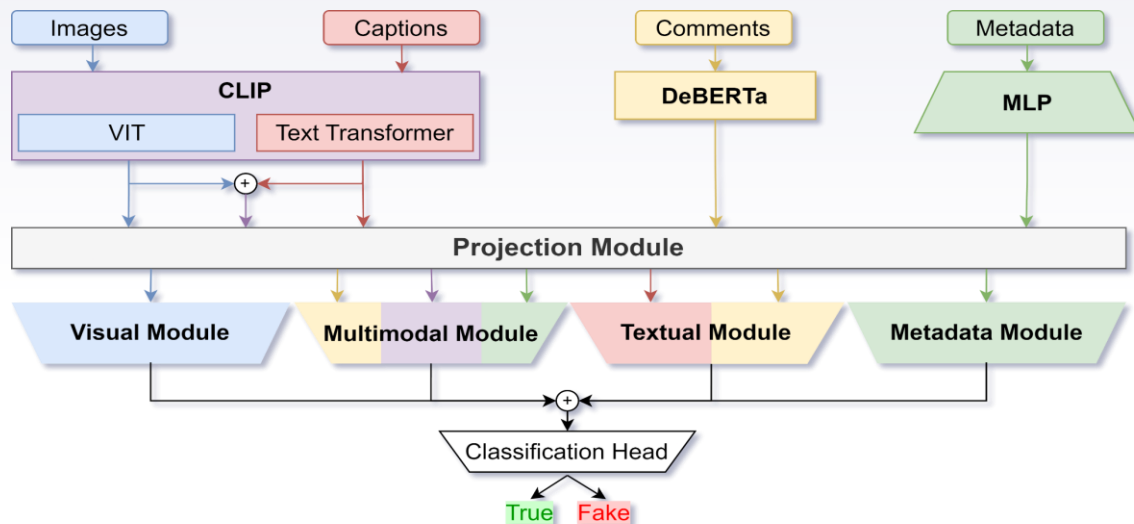 Images
Captions
Comments
Metadata
CLIP
VIT
Text Transformer
DeBERTa
MLP
+
Projection Module
Visual Module
Multimodal Module
Textual Module
Metadata Module
+
Classification Head
True
Fake